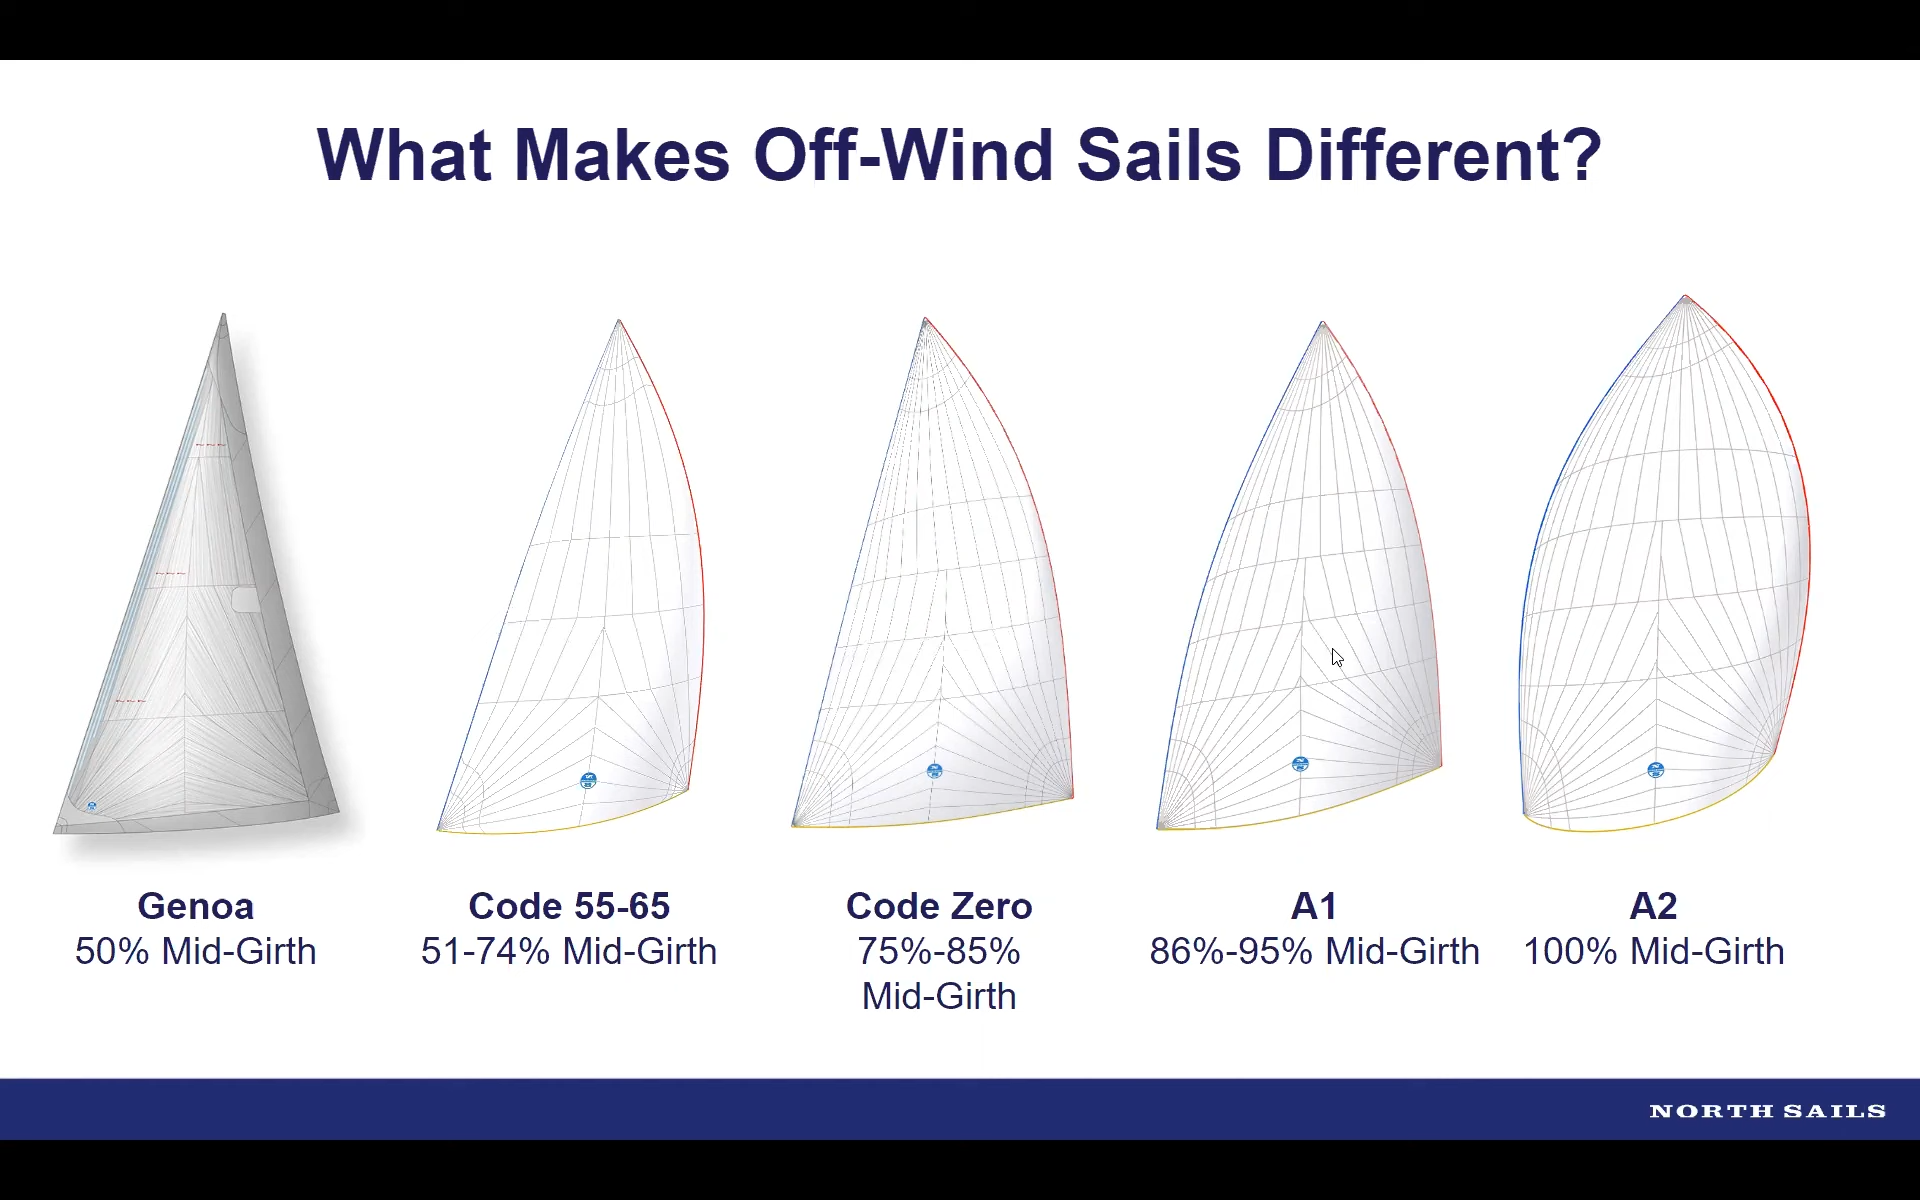 What Makes Off-Wind Sails Different?
Genoa
50% Mid-Girth
Code 55-65
51-74% Mid-Girth
Code Zero
75%-85%
Mid-Girth
A1
86%-95% Mid-Girth
A2
100% Mid-Girth
NORTH SAILS